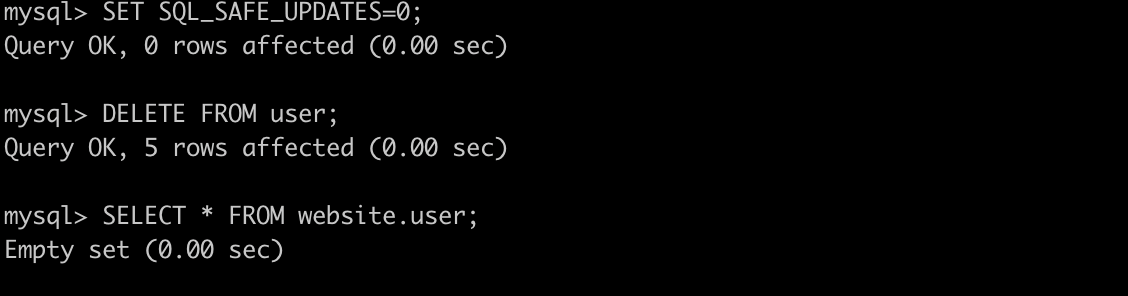 mysql> SET SQL_SAFE_UPDATES=0;
Query OK, 0 rows affected (0.00 sec)
mysql> DELETE FROM user;
Query OK, 5 rows affected (0.00 sec)
mysql> SELECT * FROM website.user;
Empty set (0.00 sec)